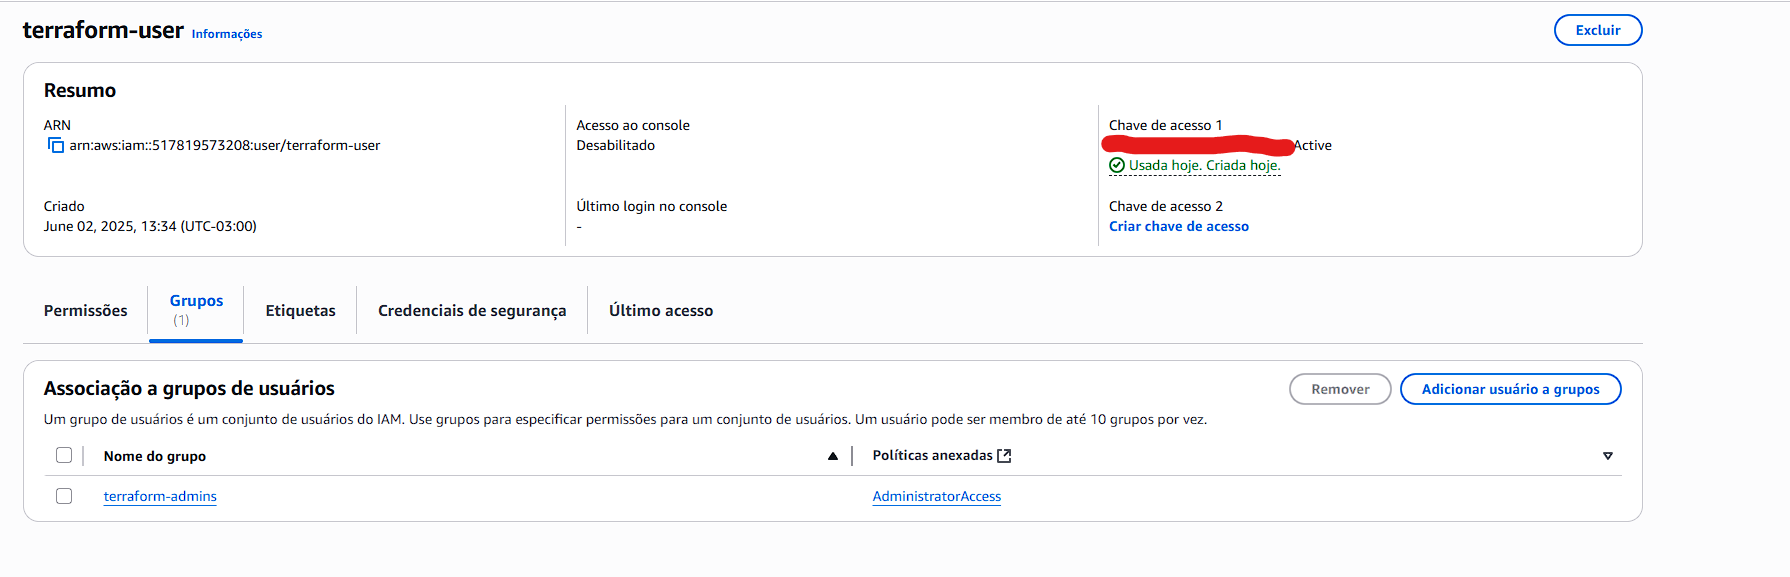 terraform-user Informações
Excluir
Resumo
ARN
arn:aws:iam::517819573208:user/terraform-user
Criado
June 02, 2025, 13:34 (UTC-03:00)
Acesso ao console
Desabilitado
Último login no console
-
Chave de acesso 1
Active
Usada hoje. Criada hoje.
Chave de acesso 2
Criar chave de acesso
Permissões
Grupos
(1)
Etiquetas
Credenciais de segurança
Último acesso
Associação a grupos de usuários
Remover
Adicionar usuário a grupos
Um grupo de usuários é um conjunto de usuários do IAM. Use grupos para especificar permissões para um conjunto de usuários. Um usuário pode ser membro de até 10 grupos por vez.
Nome do grupo
Políticas anexadas
terraform-admins
AdministratorAccess